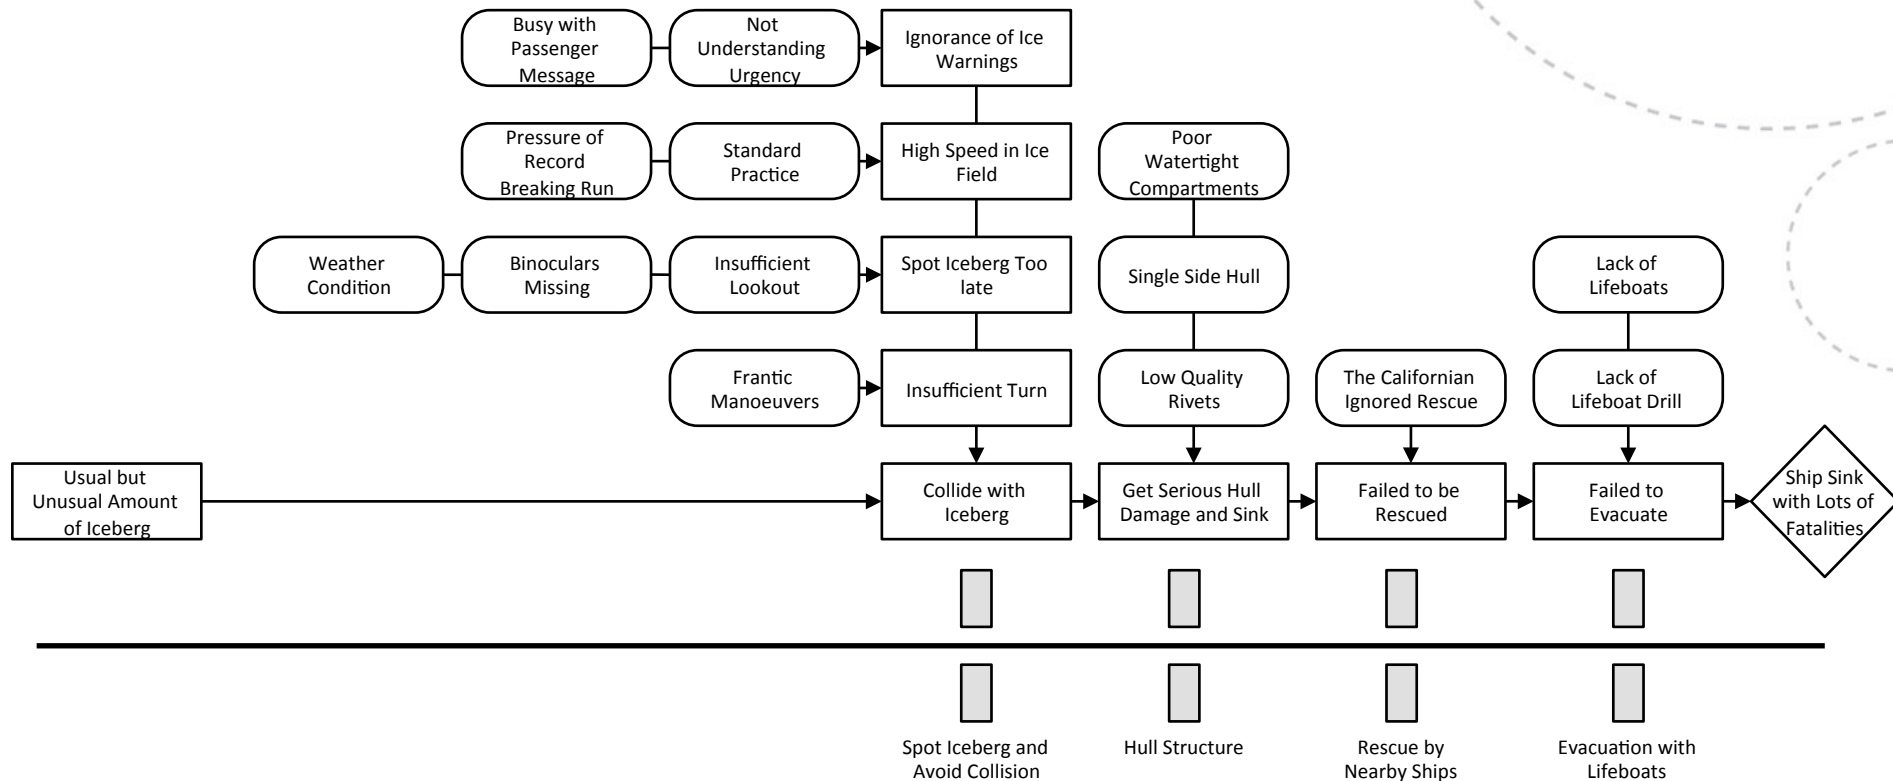 Busy with
Passenger
Message
Not
Understanding
Urgency
Ignorance of Ice
Warnings
Pressure of
Record
Breaking Run
Standard
Practice
High Speed in Ice
Field
Poor
Watertight
Compartments
Weather
Condition
Binoculars
Missing
Insufficient
Lookout
Spot Iceberg Too
late
Single Side Hull
Lack of
Lifeboats
Frantic
Manoeuvers
Insufficient Turn
Low Quality
Rivets
The Californian
Ignored Rescue
Lack of
Lifeboat Drill
Usual but
Unusual Amount
of Iceberg
Collide with
Iceberg
Get Serious Hull
Damage and Sink
Failed to be
Rescued
Failed to
Evacuate
Ship Sink
with Lots of
Fatalities
Spot Iceberg and
Avoid Collision
Hull Structure
Rescue by
Nearby Ships
Evacuation with
Lifeboats